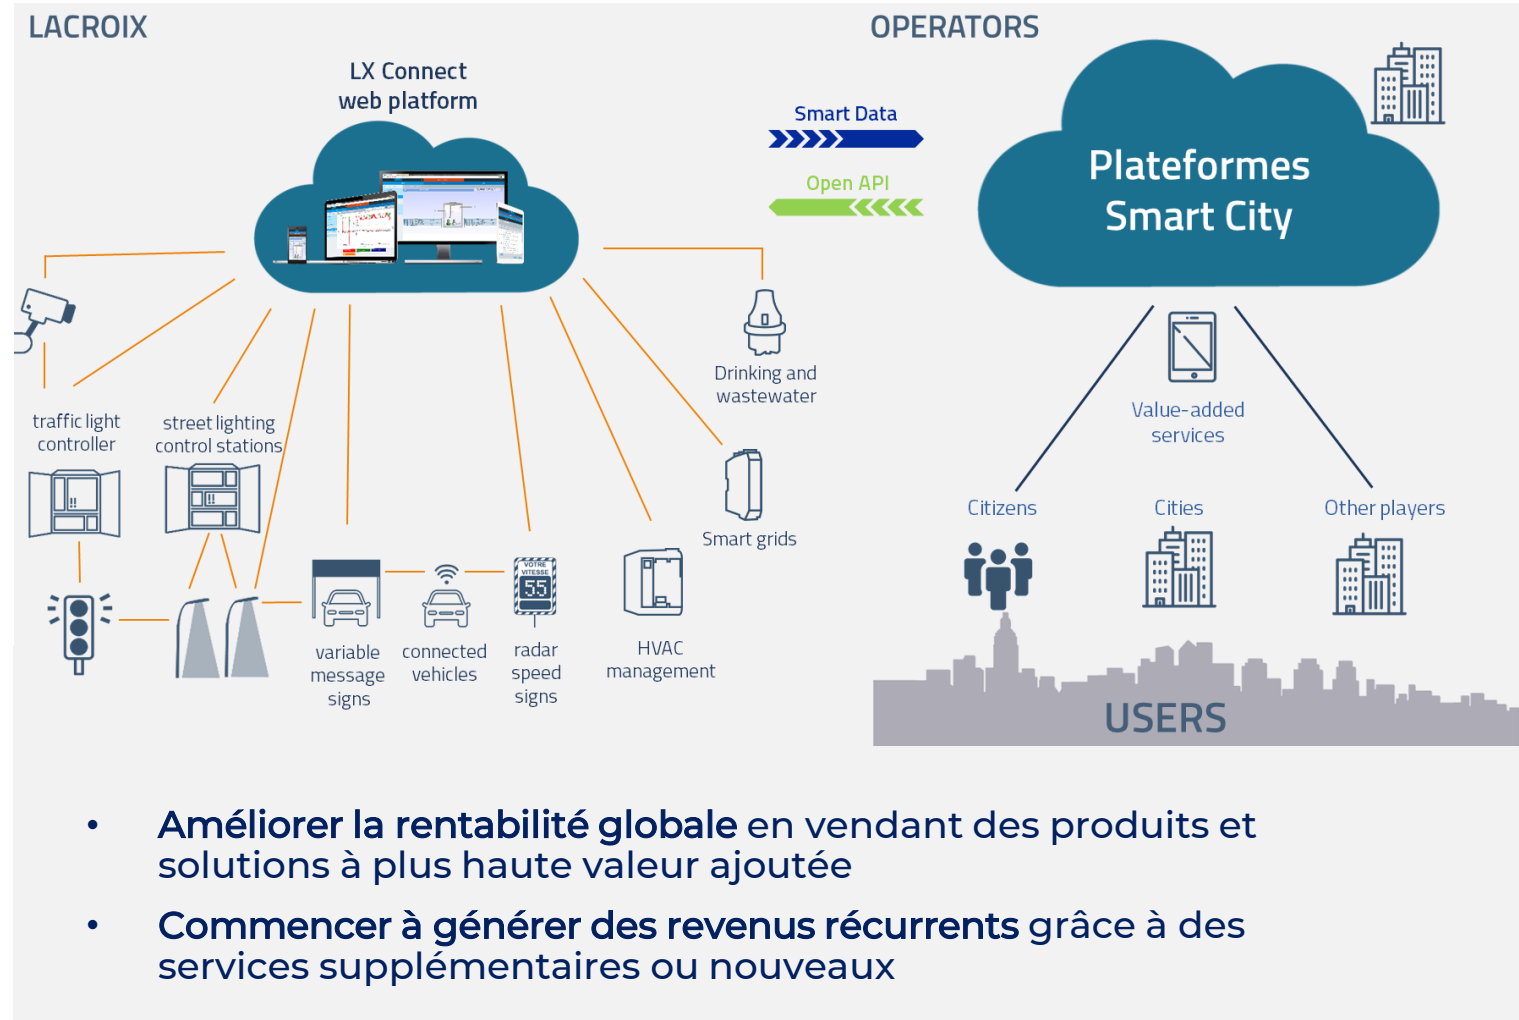 LACROIX
OPERATORS
LX Connect
web platform
Smart Data
Open API
Plateformes
Smart City
Drinking and
wastewater
traffic light
controller
street lighting
control stations
Smart grids
VOTRE
VITESSE
55
variable
message
signs
connected
vehicles
radar
speed
signs
HVAC
management
Value-added
services
Citizens
Cities
Other players
USERS
• Améliorer la rentabilité globale en vendant des produits et
solutions à plus haute valeur ajoutée
• Commencer à générer des revenus récurrents grâce à des
services supplémentaires ou nouveaux